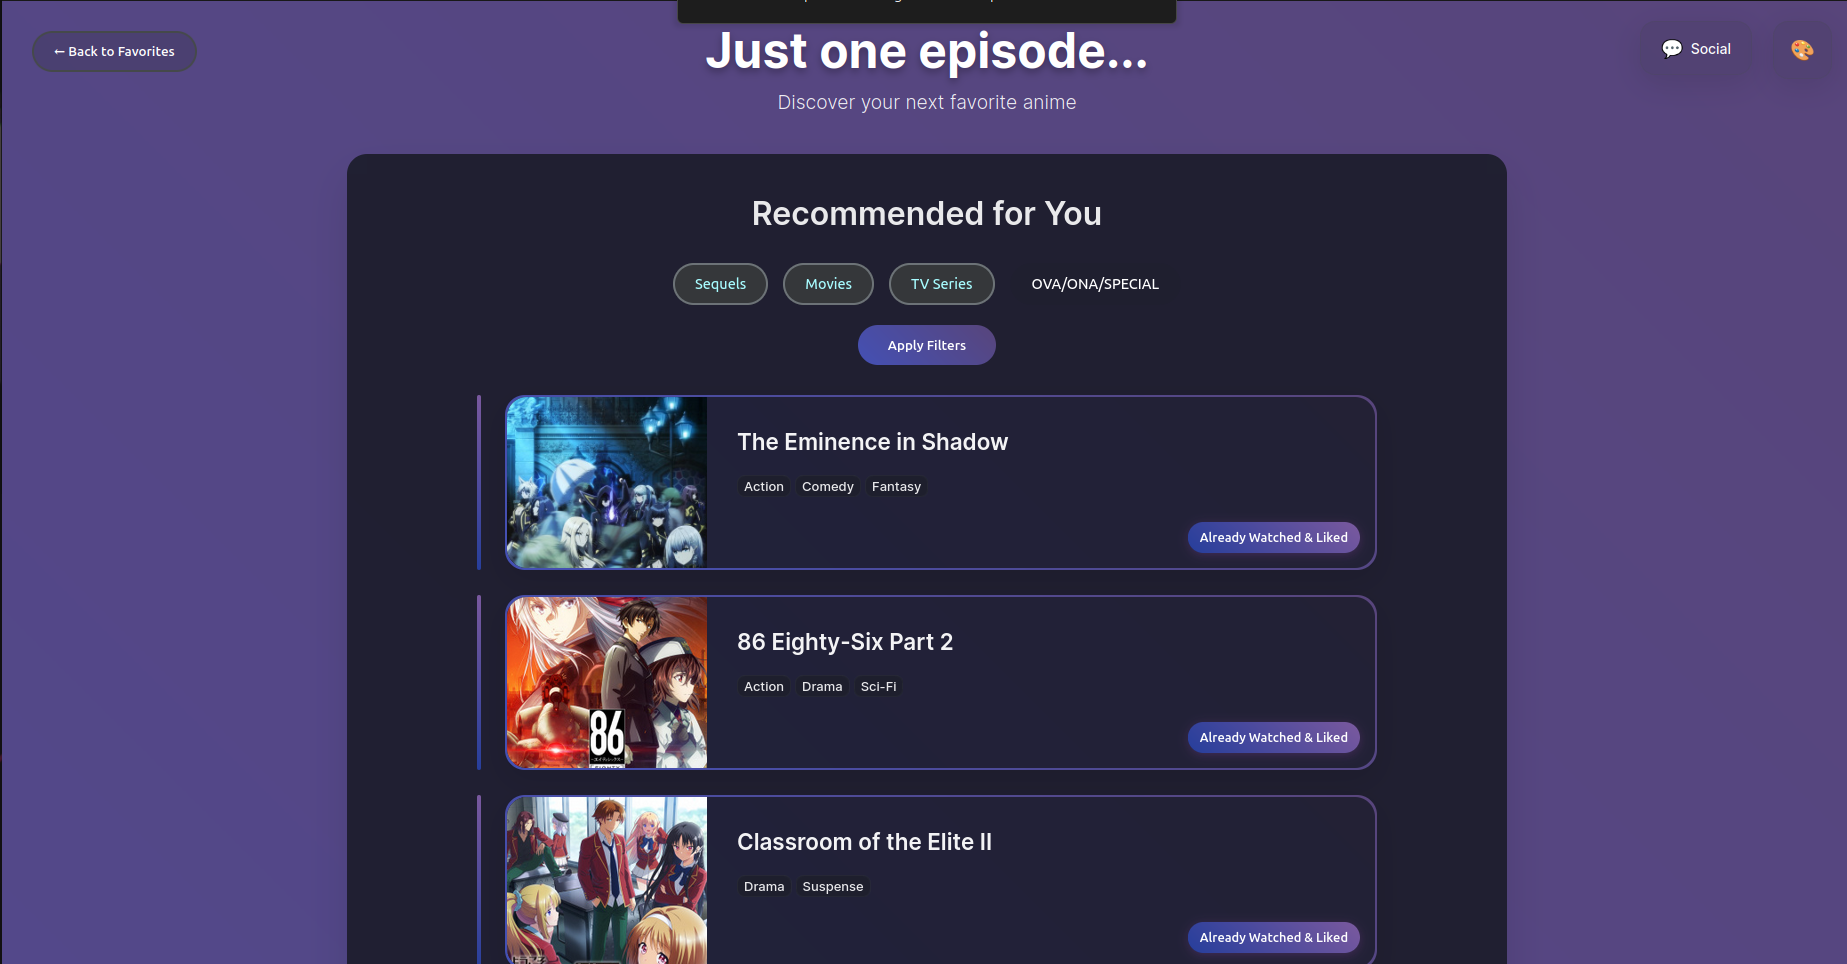 ← Back to Favorites
Just one episode...
💬 Social
🎨
Discover your next favorite anime
Recommended for You
Sequels
Movies
TV Series
OVA/ONA/SPECIAL
Apply Filters
The Eminence in Shadow
Action Comedy Fantasy
Already Watched & Liked
86 Eighty-Six Part 2
Action Drama Sci-Fi
86
Already Watched & Liked
Classroom of the Elite II
Drama Suspense
Already Watched & Liked